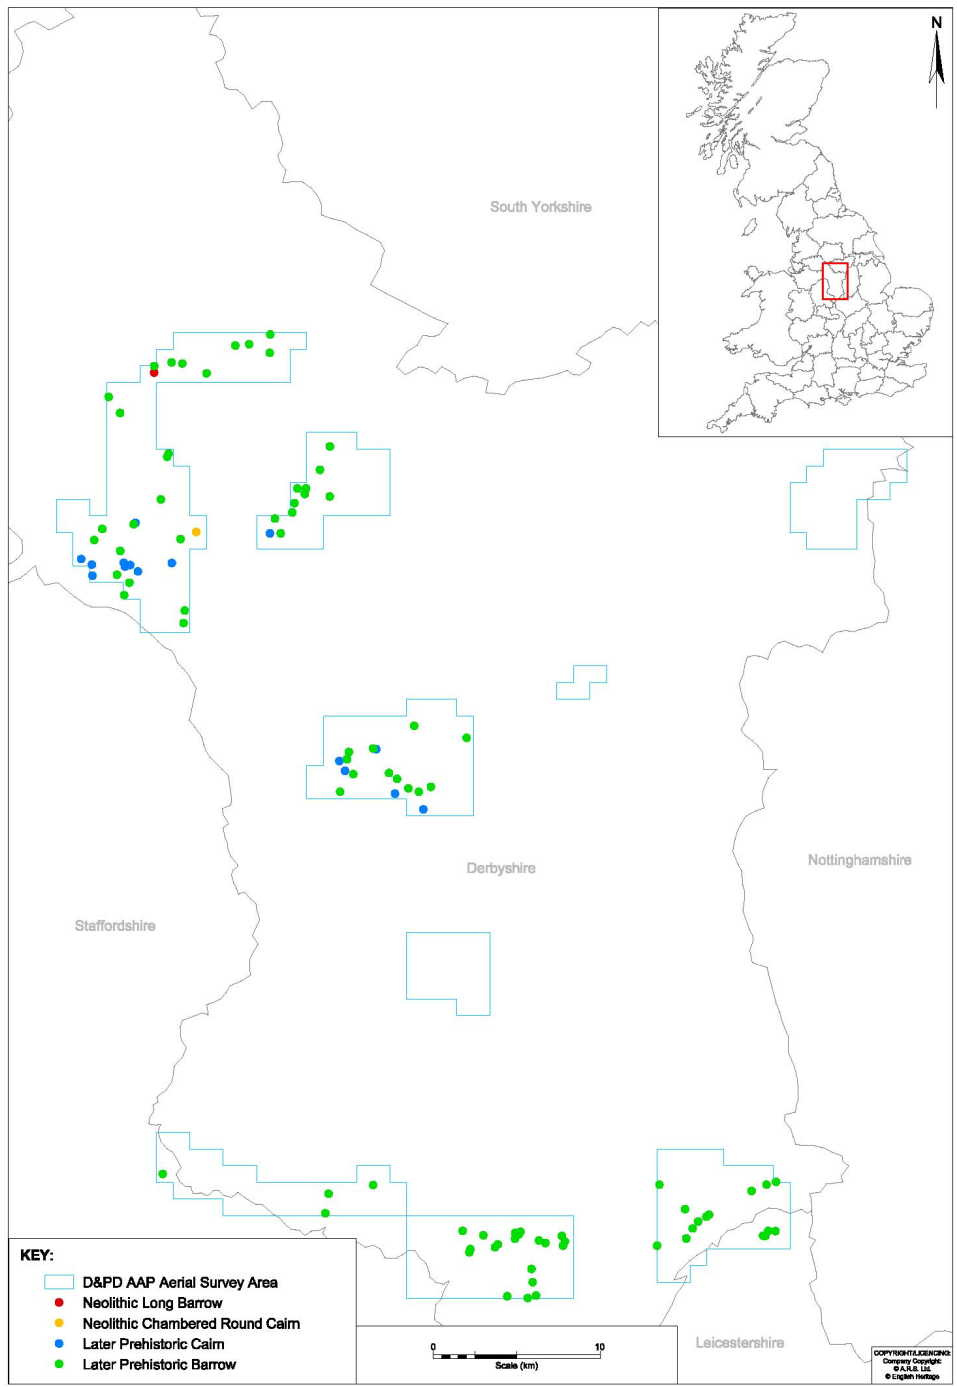 N
South Yorkshire
Derbyshire
Nottinghamshire
Staffordshire
KEY:
D&PD AAP Aerial Survey Area
Neolithic Long Barrow
Neolithic Chambered Round Cairn
Later Prehistoric Cairn
Later Prehistoric Barrow
0 10
Scale (km)
Leicestershire
COPYRIGHT/LICENCING:
Company Copyright:
© A.R.S. Ltd.
© English Heritage